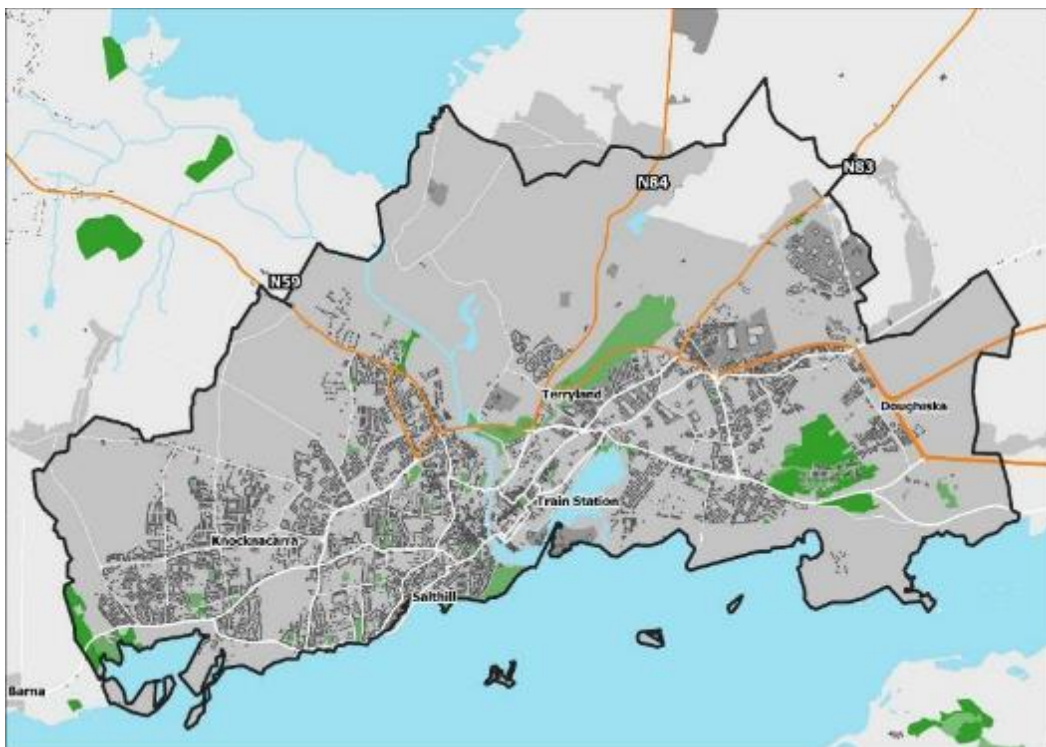 N83
N84
N59
Terryland
Doughiska
Train Station
Knocknacarra
Salthill
Barna